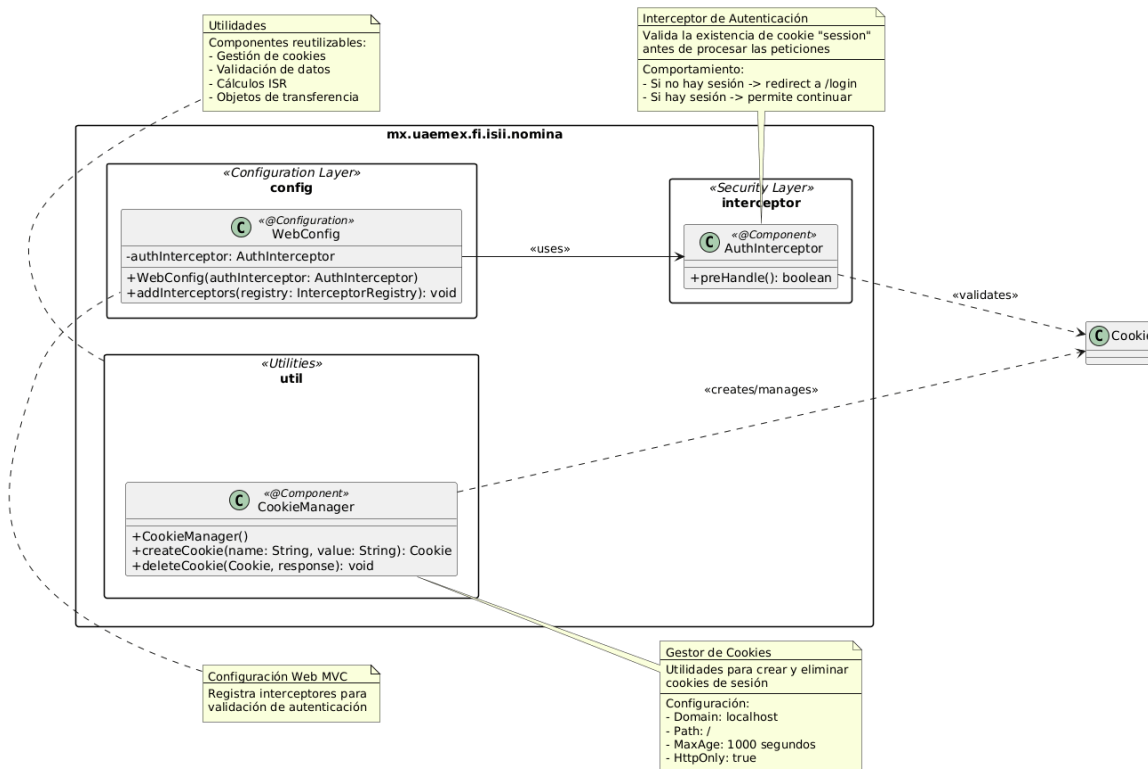 Utilidades
Componentes reutilizables:
- Gestión de cookies
- Validación de datos
- Cálculos ISR
- Objetos de transferencia
Interceptor de Autenticación
Valida la existencia de cookie "session"
antes de procesar las peticiones
Comportamiento:
- Si no hay sesión -> redirect a /login
- Si hay sesión -> permite continuar
mx.uaemex.fi.isii.nomina
«Configuration Layer»
config
C
«@Configuration»
WebConfig
-authInterceptor: AuthInterceptor
+WebConfig(authInterceptor: AuthInterceptor)
+addInterceptors(registry: InterceptorRegistry): void
«uses»
«Security Layer»
interceptor
C
«@Component»
AuthInterceptor
+preHandle(): boolean
«validates»
C Cookie
«creates/manages»
«Utilities»
util
C
«@Component»
CookieManager
+CookieManager()
+createCookie(name: String, value: String): Cookie
+deleteCookie(Cookie, response): void
Configuración Web MVC
Registra interceptores para
validación de autenticación
Gestor de Cookies
Utilidades para crear y eliminar
cookies de sesión
Configuración:
- Domain: localhost
- Path: /
- MaxAge: 1000 segundos
- HttpOnly: true